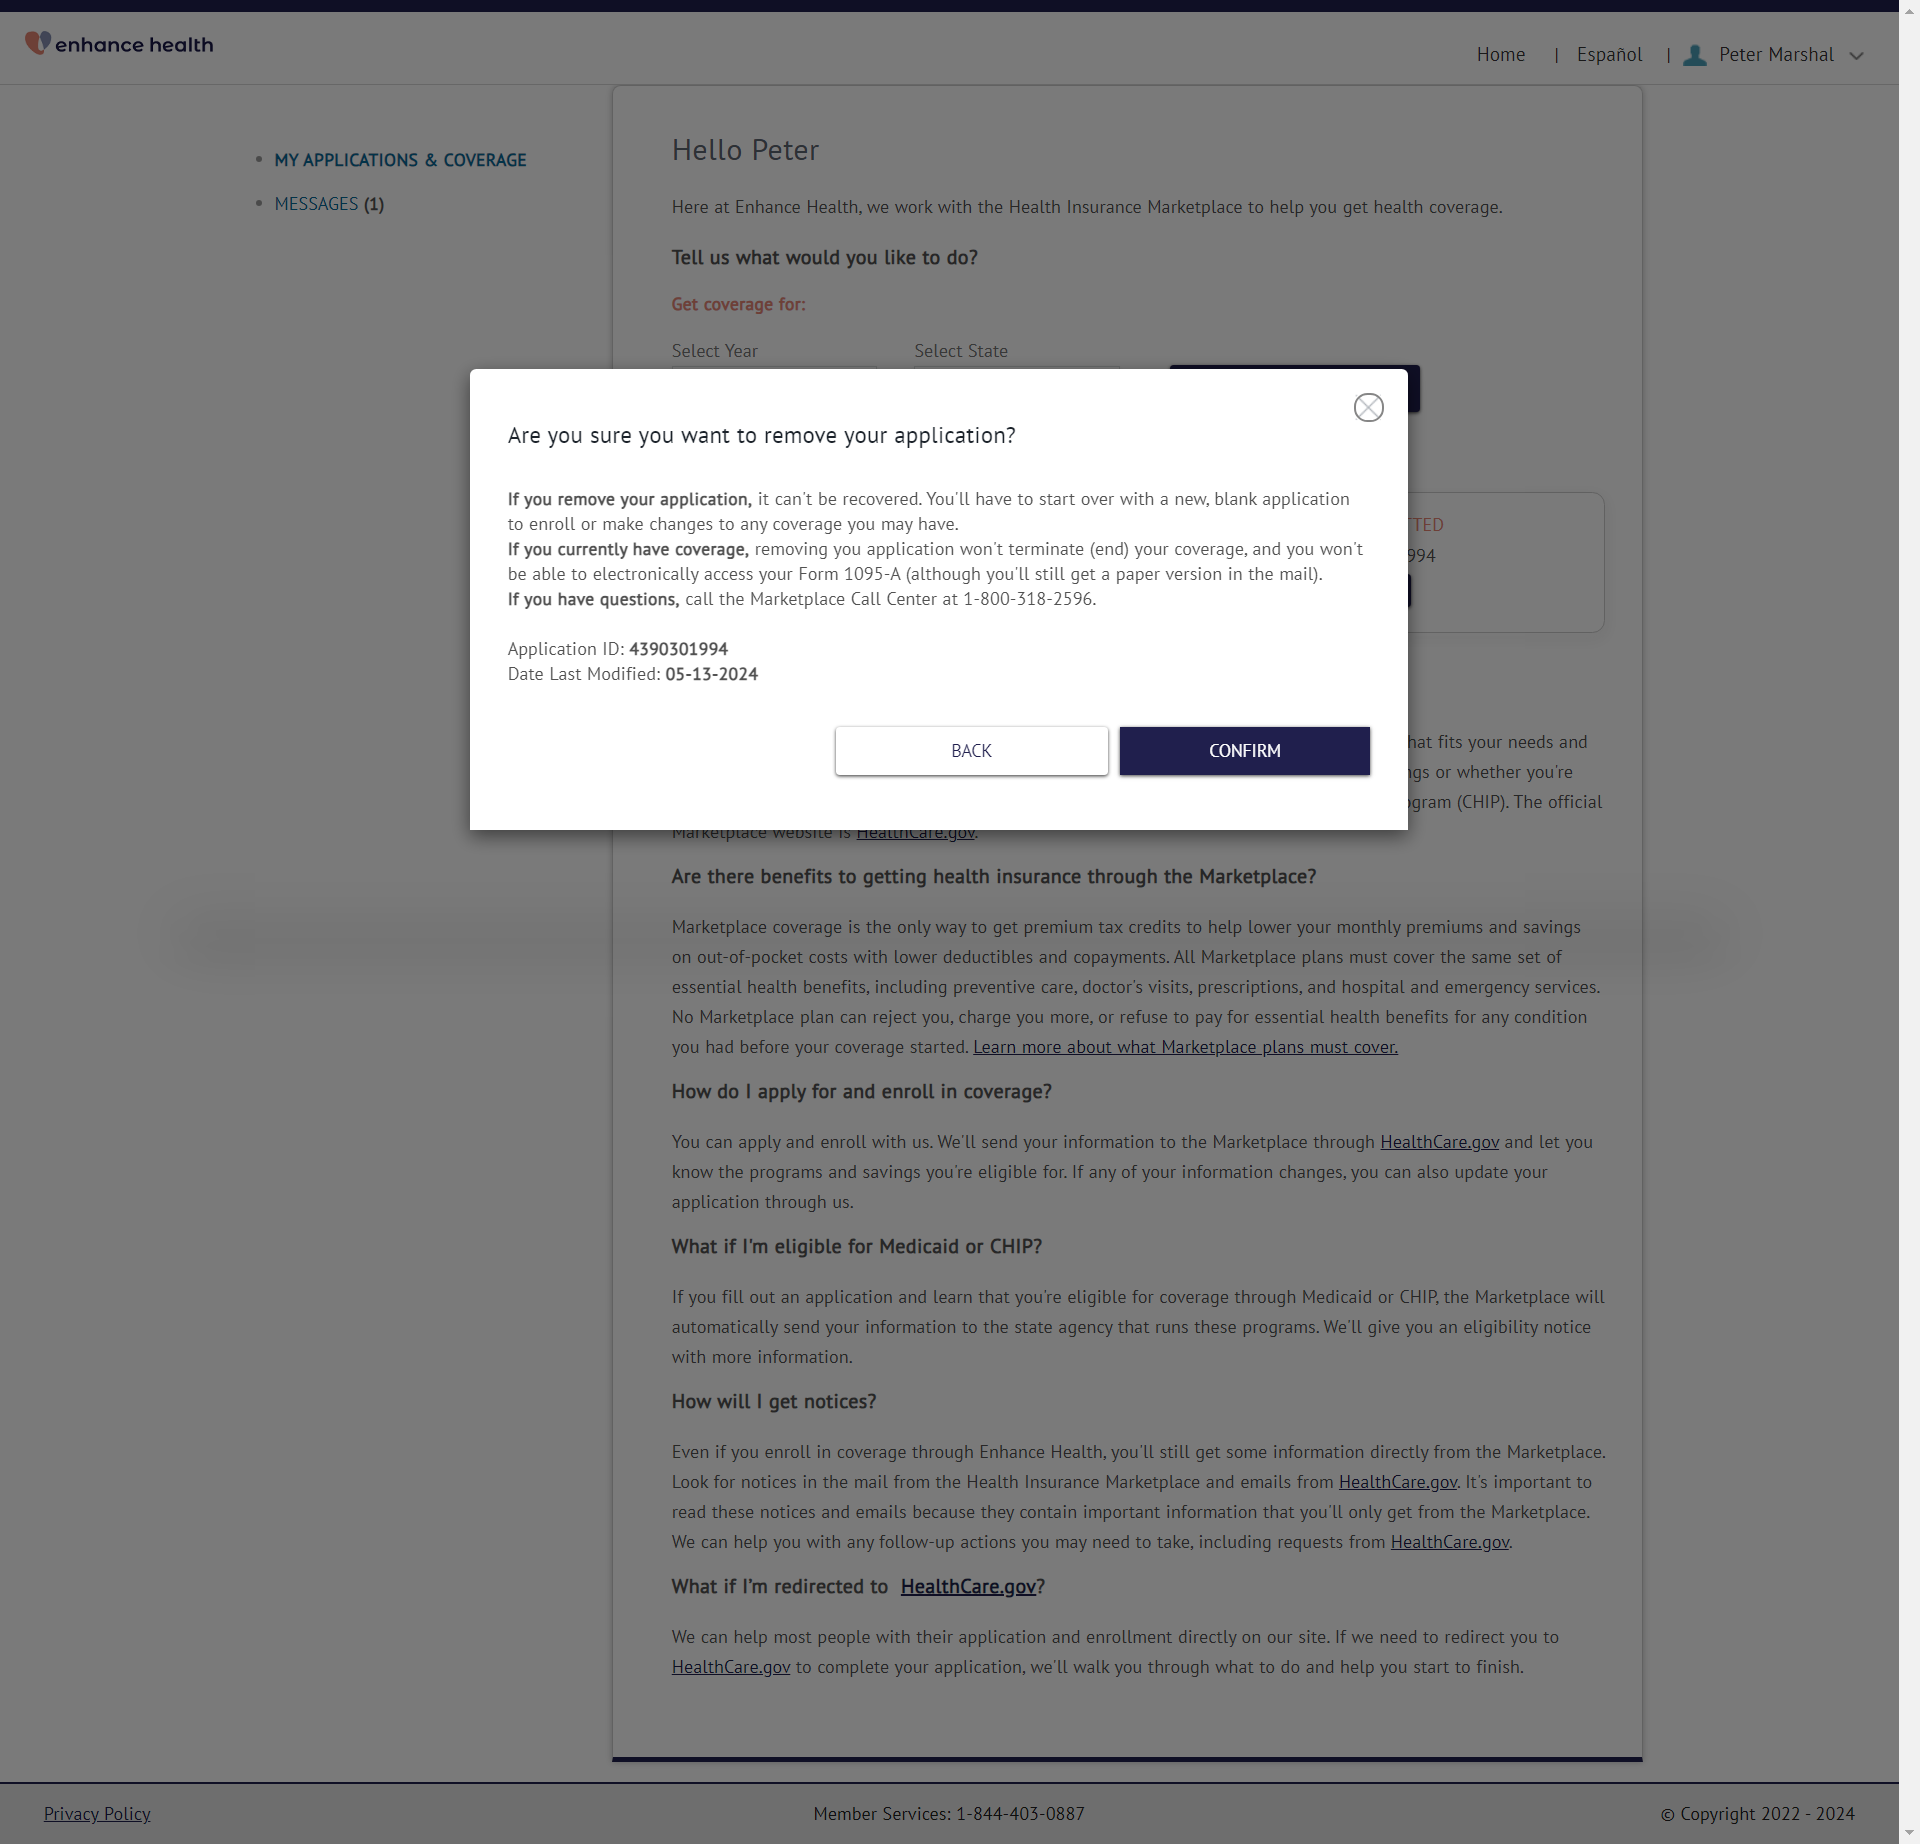 enhance health
Home | Español | Peter Marshal
MY APPLICATIONS & COVERAGE
MESSAGES (1)
Hello Peter
Here at Enhance Health, we work with the Health Insurance Marketplace to help you get health coverage.
Tell us what would you like to do?
Get coverage for:
Select Year
Select State
Are you sure you want to remove your application?
If you remove your application, it can't be recovered. You'll have to start over with a new, blank application
to enroll or make changes to any coverage you may have.
If you currently have coverage, removing you application won't terminate (end) your coverage, and you won't
be able to electronically access your Form 1095-A (although you'll still get a paper version in the mail).
If you have questions, call the Marketplace Call Center at 1-800-318-2596.
Application ID: 4390301994
Date Last Modified: 05-13-2024
BACK
CONFIRM
TED
994
hat fits your needs and
ngs or whether you're
ogram (CHIP). The official
Marketplace website is HealthCare.gov.
Are there benefits to getting health insurance through the Marketplace?
Marketplace coverage is the only way to get premium tax credits to help lower your monthly premiums and savings
on out-of-pocket costs with lower deductibles and copayments. All Marketplace plans must cover the same set of
essential health benefits, including preventive care, doctor's visits, prescriptions, and hospital and emergency services.
No Marketplace plan can reject you, charge you more, or refuse to pay for essential health benefits for any condition
you had before your coverage started. Learn more about what Marketplace plans must cover.
How do I apply for and enroll in coverage?
You can apply and enroll with us. We'll send your information to the Marketplace through HealthCare.gov and let you
know the programs and savings you're eligible for. If any of your information changes, you can also update your
application through us.
What if I'm eligible for Medicaid or CHIP?
If you fill out an application and learn that you're eligible for coverage through Medicaid or CHIP, the Marketplace will
automatically send your information to the state agency that runs these programs. We'll give you an eligibility notice
with more information.
How will I get notices?
Even if you enroll in coverage through Enhance Health, you'll still get some information directly from the Marketplace.
Look for notices in the mail from the Health Insurance Marketplace and emails from HealthCare.gov. It's important to
read these notices and emails because they contain important information that you'll only get from the Marketplace.
We can help you with any follow-up actions you may need to take, including requests from HealthCare.gov.
What if I'm redirected to HealthCare.gov?
We can help most people with their application and enrollment directly on our site. If we need to redirect you to
HealthCare.gov to complete your application, we'll walk you through what to do and help you start to finish.
Privacy Policy
Member Services: 1-844-403-0887
© Copyright 2022 - 2024